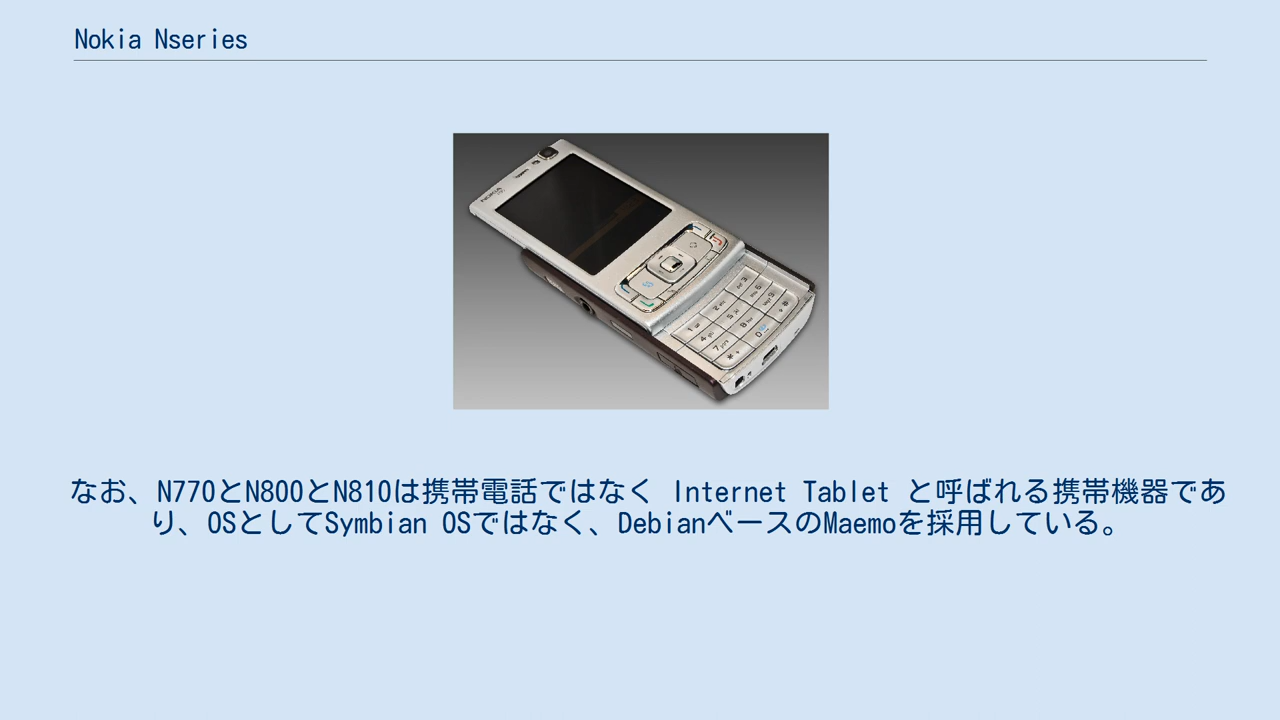 Nokia Nseries
NOKIA
なお、N770とN800とN810は携帯電話ではなく Internet Tablet と呼ばれる携帯機器であ
り、OSとしてSymbian OSではなく、DebianベースのMaemoを採用している。